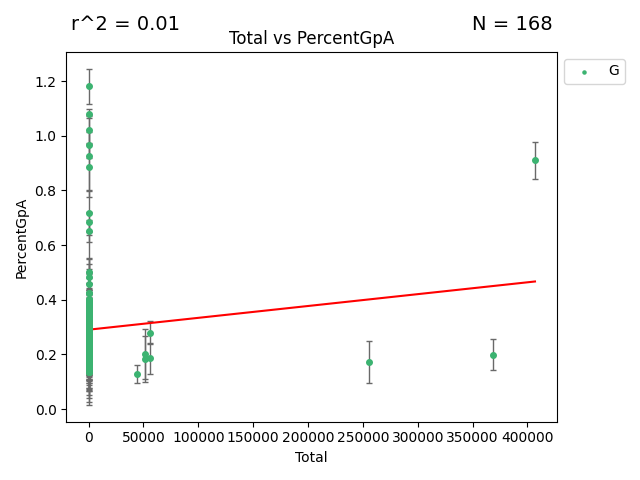 r^2 = 0.01
N = 168
Total vs PercentGpA
G
PercentGpA
1.2
1.0
0.8
0.6
0.4
0.2
0.0
0 50000 100000 150000 200000 250000 300000 350000 400000
Total